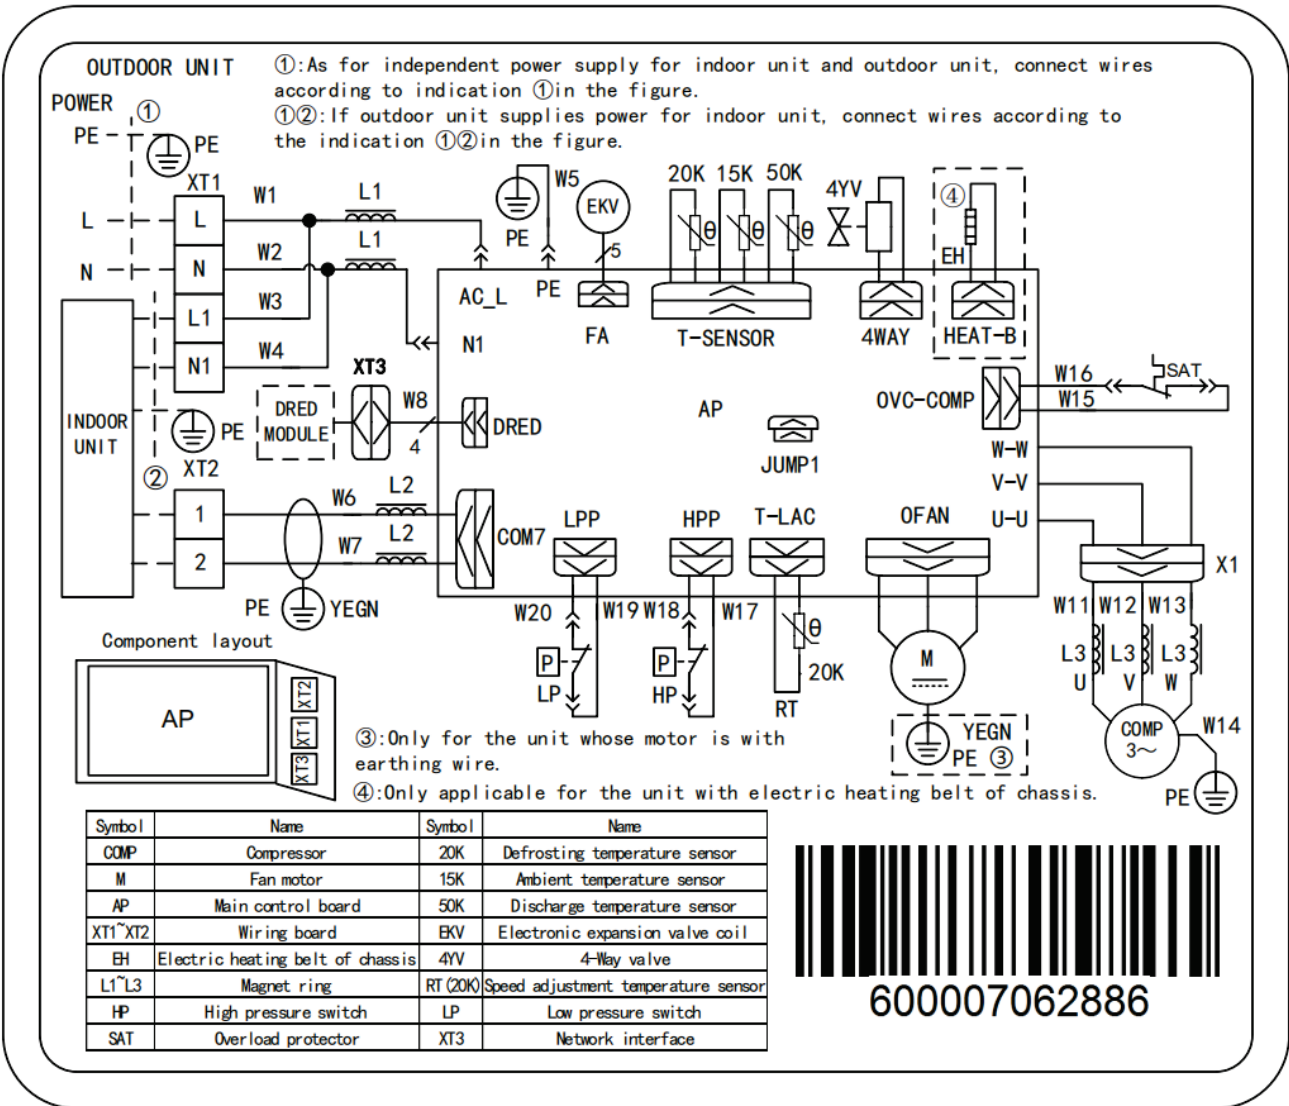 OUTDOOR UNIT
①:As for independent power supply for indoor unit and outdoor unit, connect wires
according to indication ①in the figure.
①②:If outdoor unit supplies power for indoor unit, connect wires according to
the indication ①②in the figure.
POWER
①
PE
PE
XT1
L
L
W1
L1
N
N
W2
L1
L1
W3
N1
W4
INDOOR
UNIT
PE
②
XT2
1
W6
L2
2
W7
L2
PE
YEGN
XT3
DRED
MODULE
W8
4
DRED
COM7
PE
W5
EKV
5
AC_L
PE
N1
FA
20K 15K 50K
θ
θ
θ
T-SENSOR
4YV
4WAY
④
EH
HEAT-B
AP
JUMP1
OVC-COMP
W16
SAT
W15
W-W
V-V
U-U
X1
LPP
HPP
T-LAC
OFAN
W20
W19
W18
W17
P
LP
P
HP
θ
20K
RT
M
YEGN
PE ③
W11
W12
W13
L3
L3
L3
U
V
W
COMP
3～
W14
PE
Component layout
AP
XT2
XT1
XT3
③:Only for the unit whose motor is with
earthing wire.
④:Only applicable for the unit with electric heating belt of chassis.
Symbol Name Symbol Name
COMP Compressor 20K Defrosting temperature sensor
M Fan motor 15K Ambient temperature sensor
AP Main control board 50K Discharge temperature sensor
XT1~XT2 Wiring board EKV Electronic expansion valve coil
EH Electric heating belt of chassis 4YV 4-Way valve
L1~L3 Magnet ring RT(20K) Speed adjustment temperature sensor
HP High pressure switch LP Low pressure switch
SAT Overload protector XT3 Network interface
600007062886